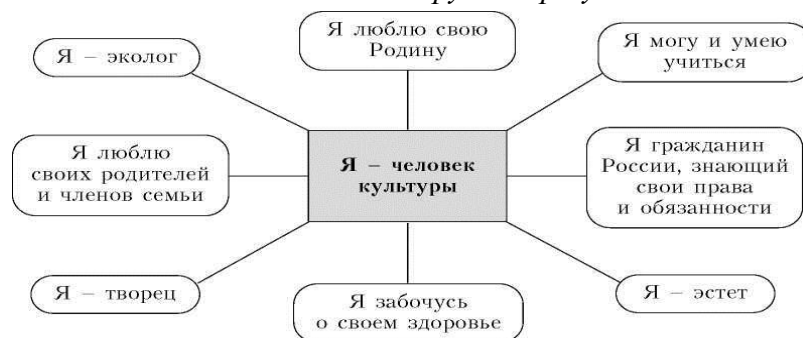 Я люблю свою
Родину
Я – эколог
Я могу и умею
учиться
Я люблю
своих родителей
и членов семьи
Я – человек
культуры
Я гражданин
России, знающий
свои права
и обязанности
Я – творец
Я забочусь
о своем здоровье
Я – эстет